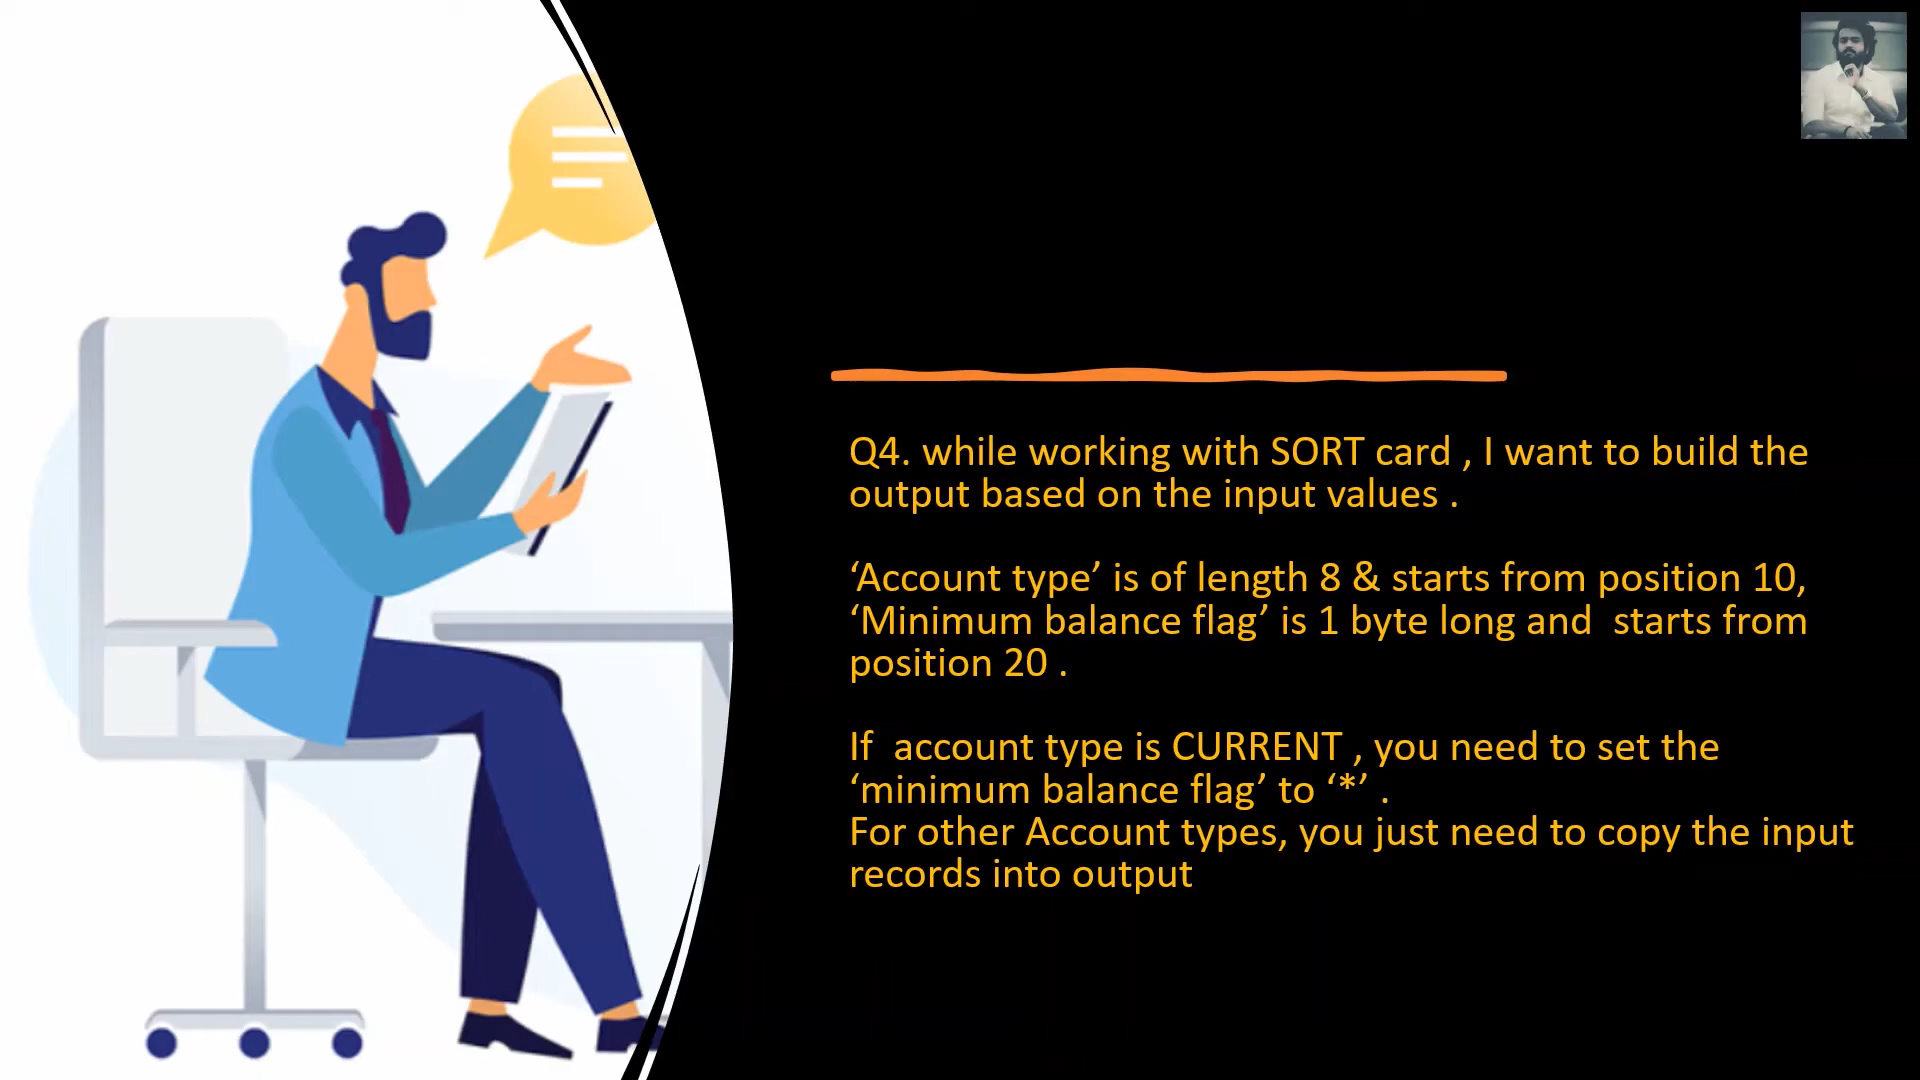 Q4. while working with SORT card , I want to build the
output based on the input values .
‘Account type’ is of length 8 & starts from position 10,
‘Minimum balance flag’ is 1 byte long and  starts from
position 20 .
If  account type is CURRENT , you need to set the
‘minimum balance flag’ to ‘*’ .
For other Account types, you just need to copy the input
records into output